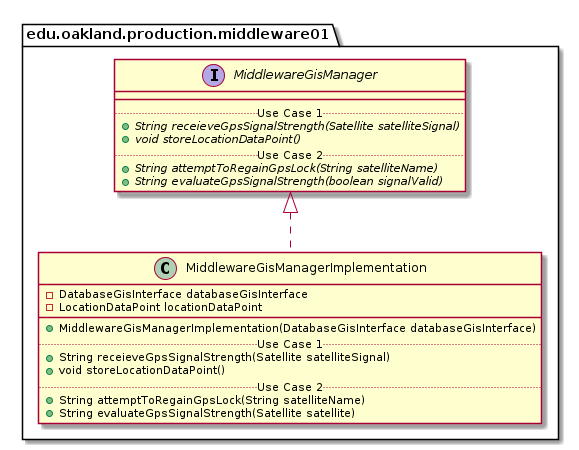 edu.oakland.production.middleware01
I MiddlewareGisManager
Use Case 1
String receieveGpsSignalStrength(Satellite satelliteSignal)
void storeLocationDataPoint()
Use Case 2
String attemptToRegainGpsLock(String satelliteName)
String evaluateGpsSignalStrength(boolean signalValid)
C MiddlewareGisManagerImplementation
DatabaseGisInterface databaseGisInterface
LocationDataPoint locationDataPoint
MiddlewareGisManagerImplementation(DatabaseGisInterface databaseGisInterface)
Use Case 1
String receieveGpsSignalStrength(Satellite satelliteSignal)
void storeLocationDataPoint()
Use Case 2
String attemptToRegainGpsLock(String satelliteName)
String evaluateGpsSignalStrength(Satellite satellite)